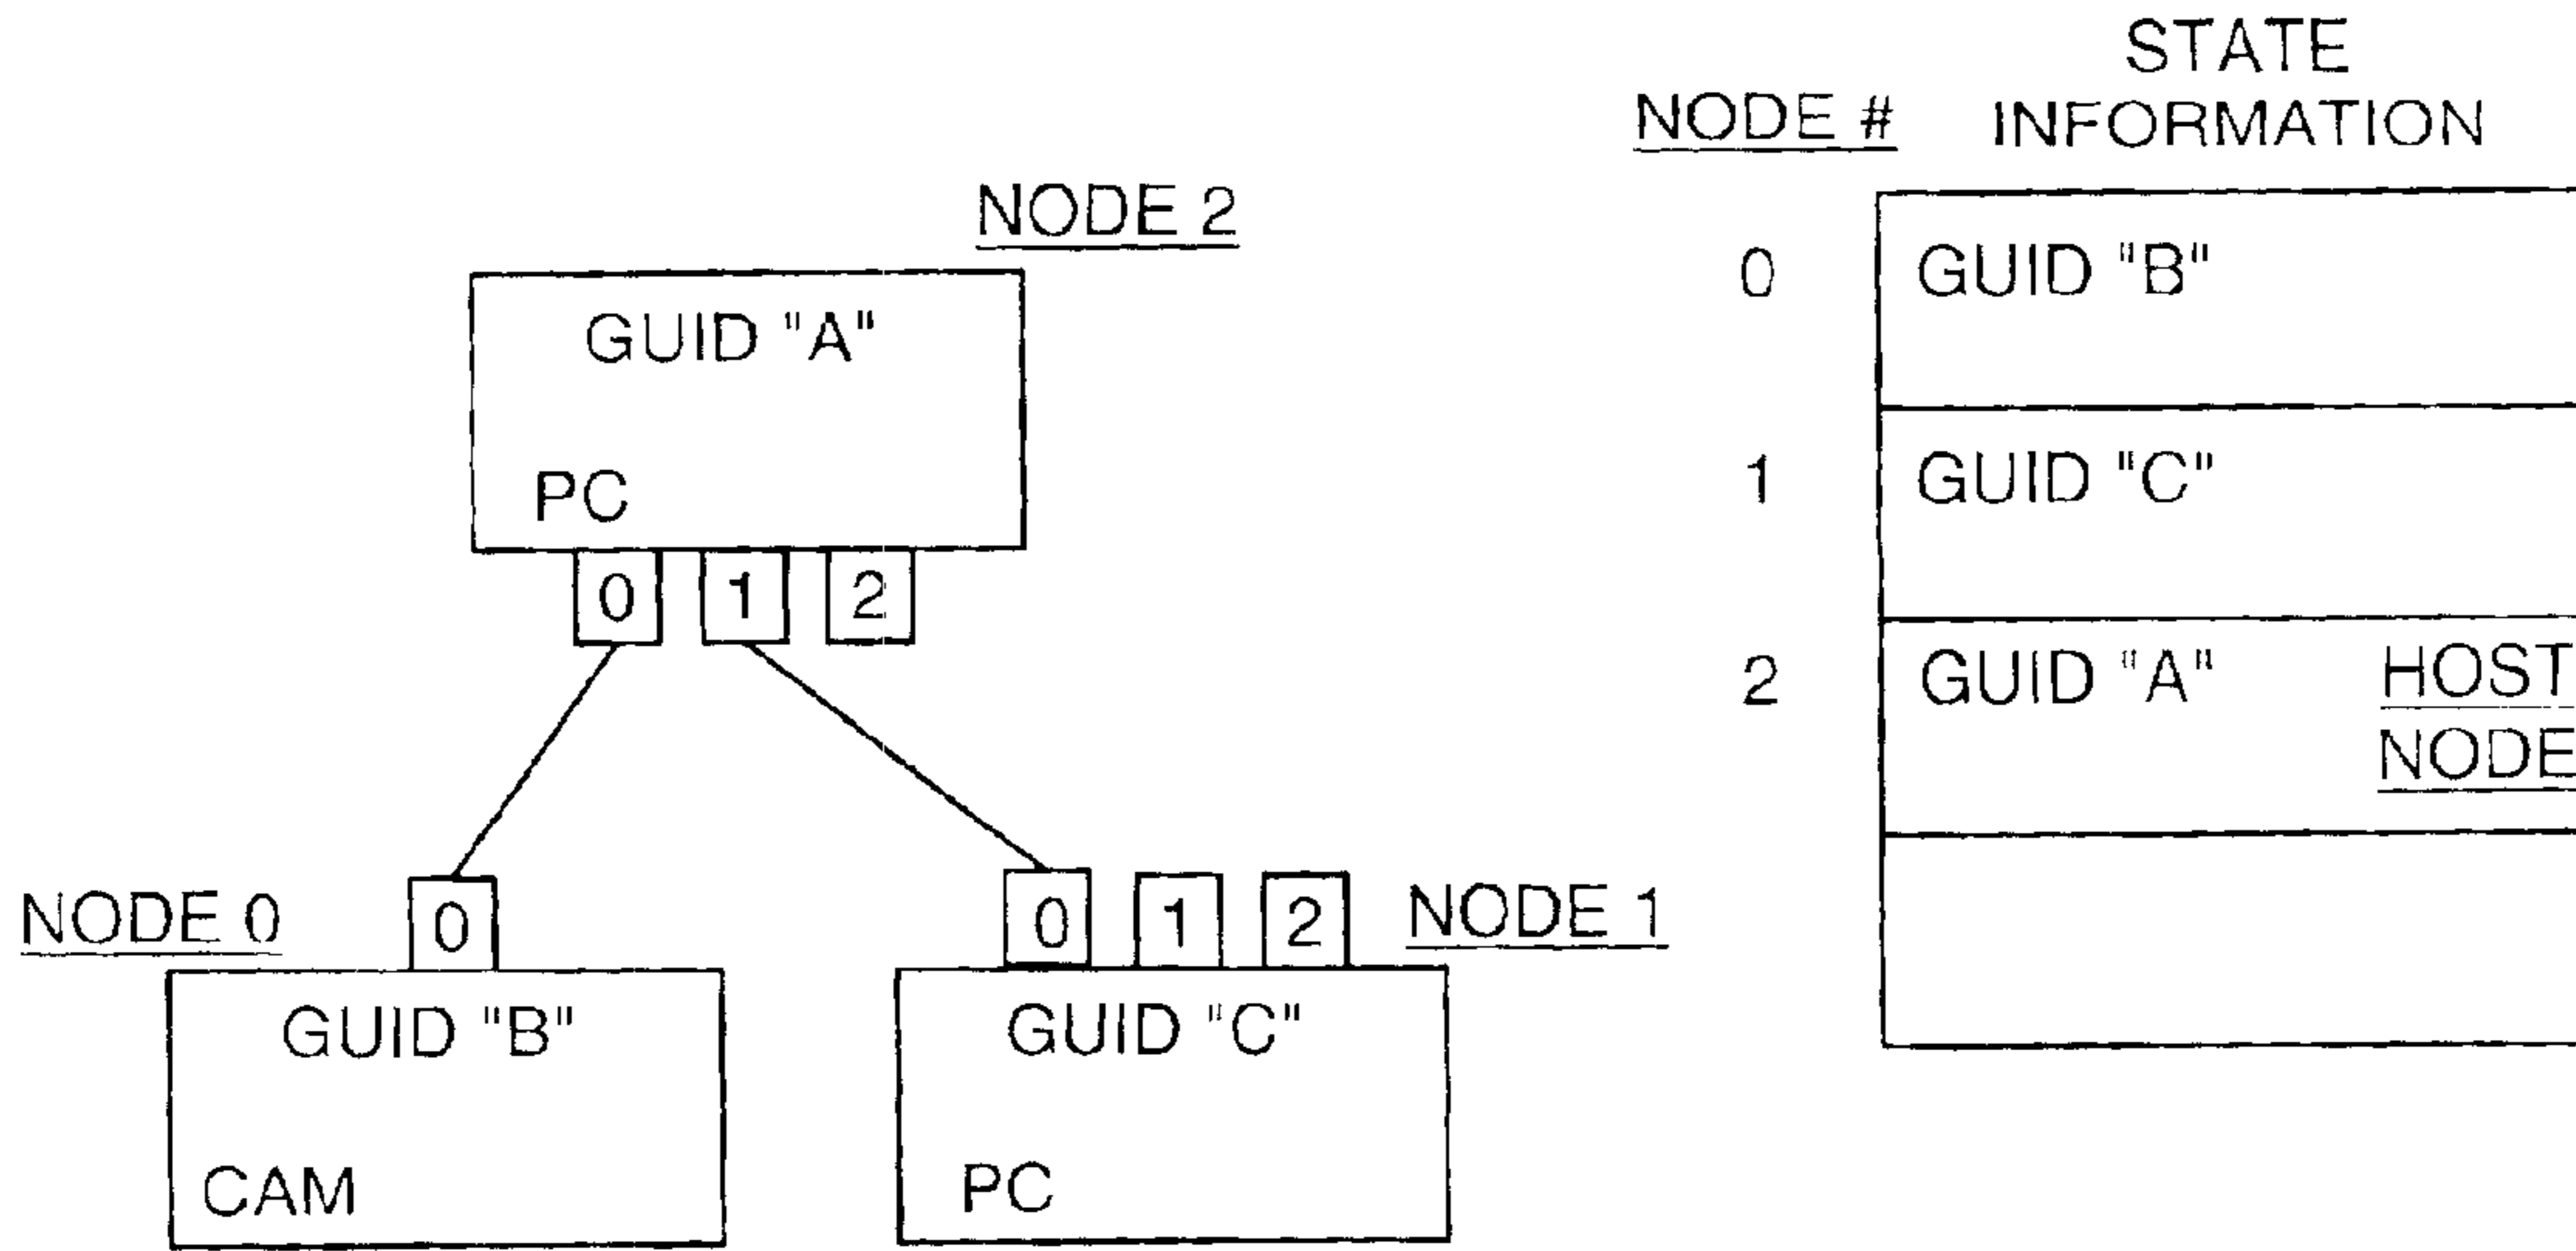 NODE 2
GUID "A"
PC
0 1 2
NODE 0
0
0 1 2
NODE 1
GUID "B"
CAM
GUID "C"
PC
STATE
NODE # INFORMATION
0 GUID "B"
1 GUID "C"
2 GUID "A" HOST
NODE